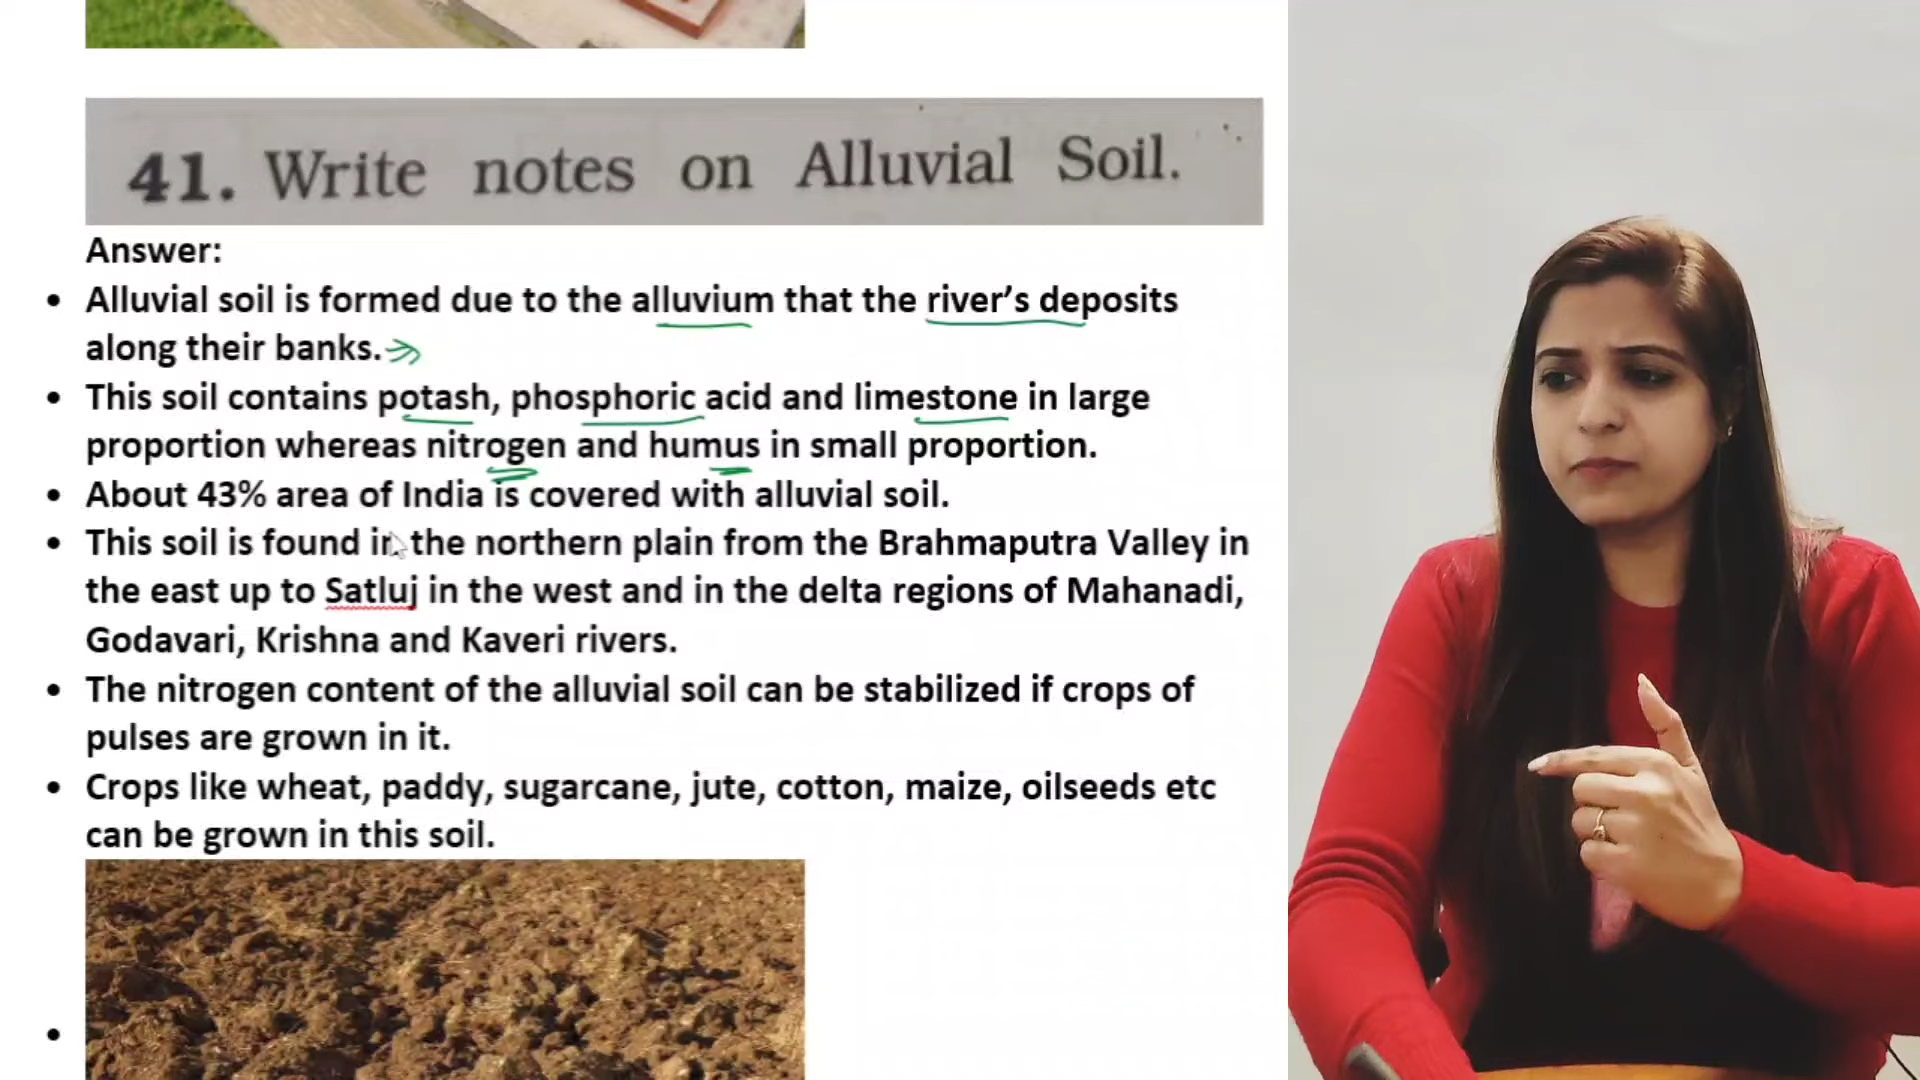 41. Write notes on Alluvial Soil.
Answer:
• Alluvial soil is formed due to the alluvium that the river's deposits
along their banks.
• This soil contains potash, phosphoric acid and limestone in large
proportion whereas nitrogen and humus in small proportion.
• About 43% area of India is covered with alluvial soil.
• This soil is found in the northern plain from the Brahmaputra Valley in
the east up to Satluj in the west and in the delta regions of Mahanadi,
Godavari, Krishna and Kaveri rivers.
• The nitrogen content of the alluvial soil can be stabilized if crops of
pulses are grown in it.
• Crops like wheat, paddy, sugarcane, jute, cotton, maize, oilseeds etc
can be grown in this soil.